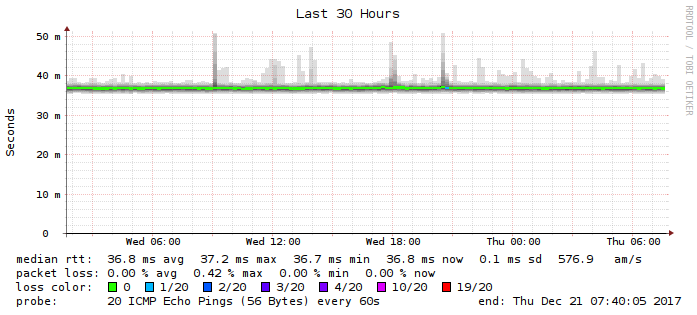 Last 30 Hours
RRDTOOL / TOBI OETIKER
Seconds
50 m
40 m
30 m
20 m
10 m
0
Wed 06:00 Wed 12:00 Wed 18:00 Thu 00:00 Thu 06:00
median rtt: 36.8 ms avg 37.2 ms max 36.7 ms min 36.8 ms now 0.1 ms sd 576.9 am/s
packet loss: 0.00 % avg 0.42 % max 0.00 % min 0.00 % now
loss color: 0 1/20 2/20 3/20 4/20 10/20 19/20
probe: 20 ICMP Echo Pings (56 Bytes) every 60s end: Thu Dec 21 07:40:05 2017